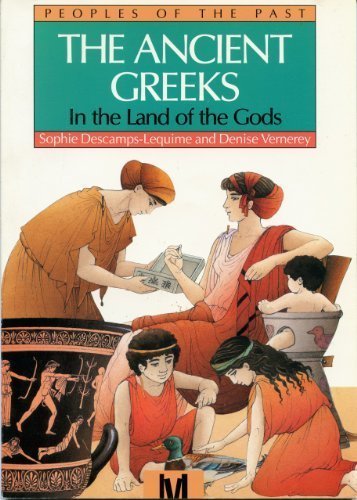 PEOPLES OF THE PAST
THE ANCIENT
GREEKS
In the Land of the Gods
Sophie Descamps-Lequime and Denise Vernerey
M